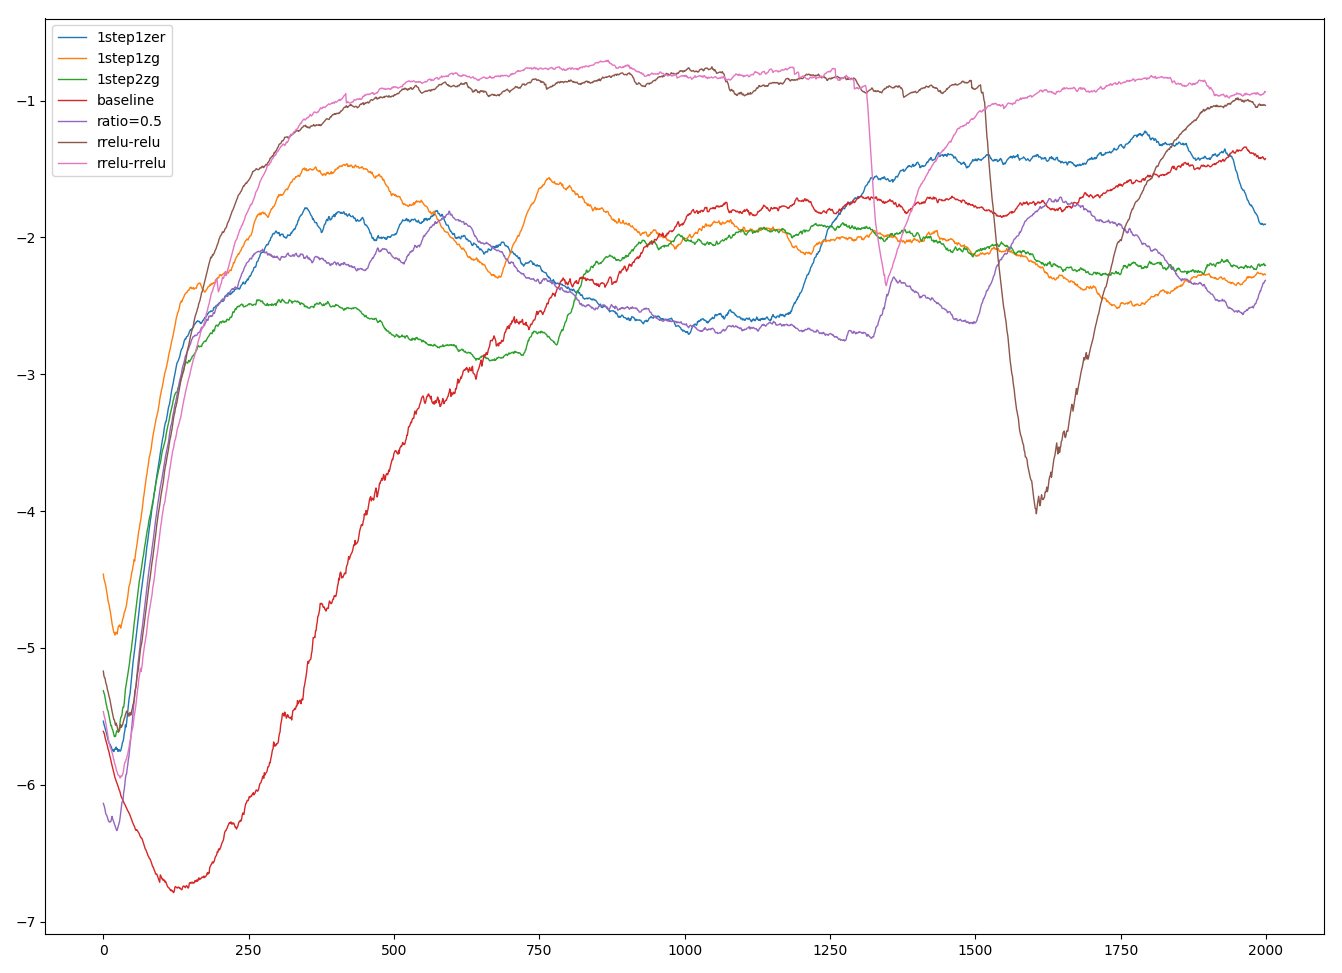 1step1zer
1step1zg
1step2zg
baseline
ratio=0.5
rrelu-relu
rrelu-rrelu
−1
−2
−3
−4
−5
−6
−7
0 250 500 750 1000 1250 1500 1750 2000